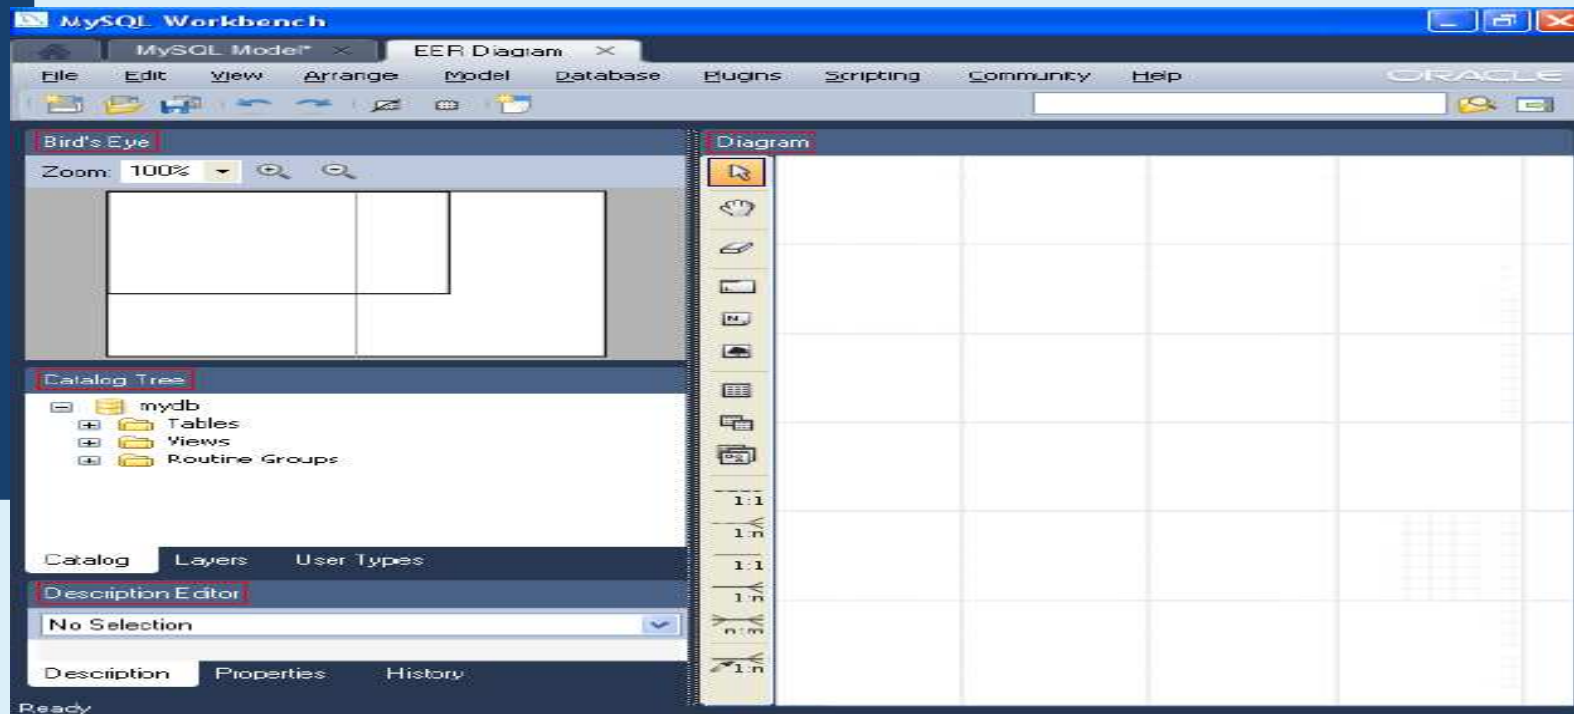 MySQL Workbench
MySQL Model* EER Diagram
File Edit View Arrange Model Database Plugins Scripting Community Help ORACLE
Bird's Eye
Zoom: 100%
Catalog Tree
mydb
Tables
Views
Routine Groups
Catalog Layers User Types
Description Editor
No Selection
Description Properties History
Ready
Diagram
1:1
1:n
1:1
1:n
n:m
1:n